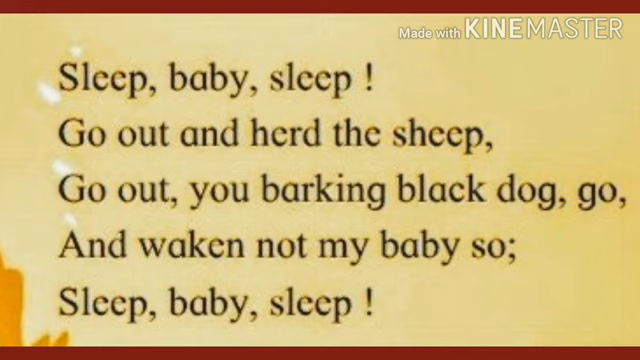 Made with KINEMASTER
Sleep, baby, sleep !
Go out and herd the sheep,
Go out, you barking black dog, go,
And waken not my baby so;
Sleep, baby, sleep !